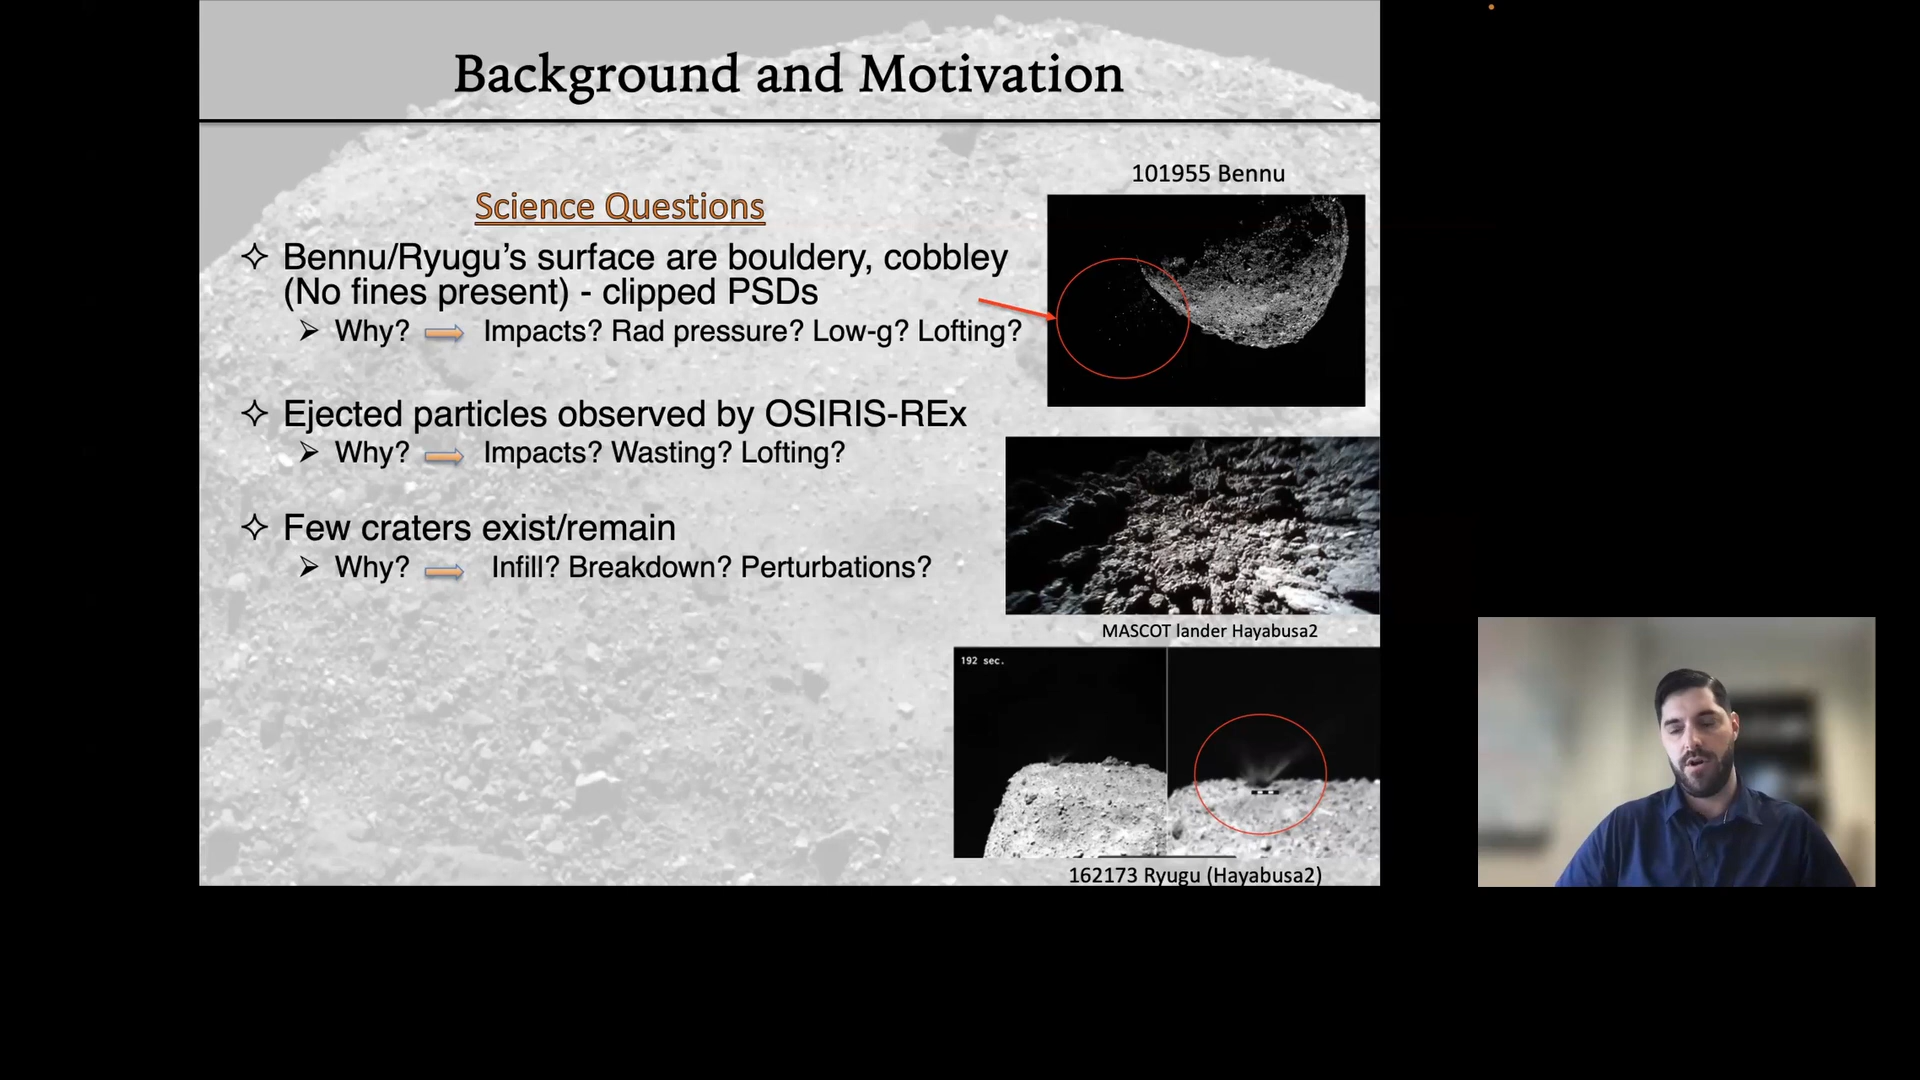 Background and Motivation
Science Questions
Bennu/Ryugu’s surface are bouldery, cobbley
(No fines present) - clipped PSDs
Why? Impacts? Rad pressure? Low-g? Lofting?
Ejected particles observed by OSIRIS-REx
Why? Impacts? Wasting? Lofting?
Few craters exist/remain
Why? Infill? Breakdown? Perturbations?
101955 Bennu
MASCOT lander Hayabusa2
192 sec.
162173 Ryugu (Hayabusa2)